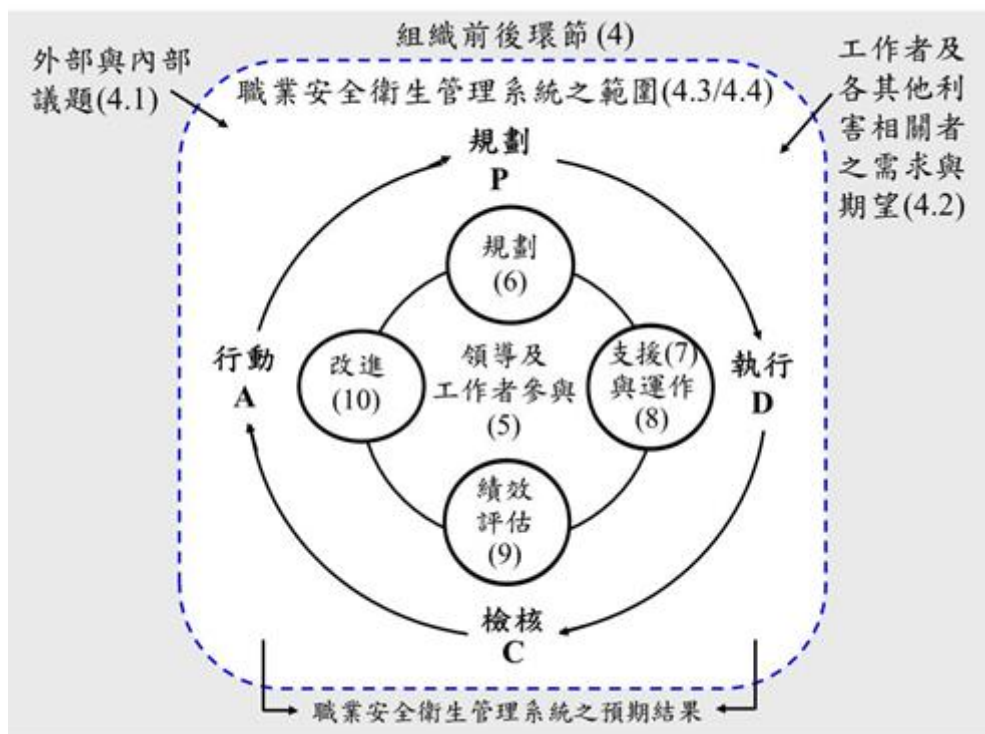 組織前後環節(4)
外部與內部
議題(4.1)
工作者及
各其他利
害相關者
之需求與
期望(4.2)
職業安全衛生管理系統之範圍(4.3/4.4)
規劃
P
規劃
(6)
行動
A
改進
(10)
領導及
工作者參與
(5)
支援(7)
與運作
(8)
執行
D
績效
評估
(9)
檢核
C
職業安全衛生管理系統之預期結果